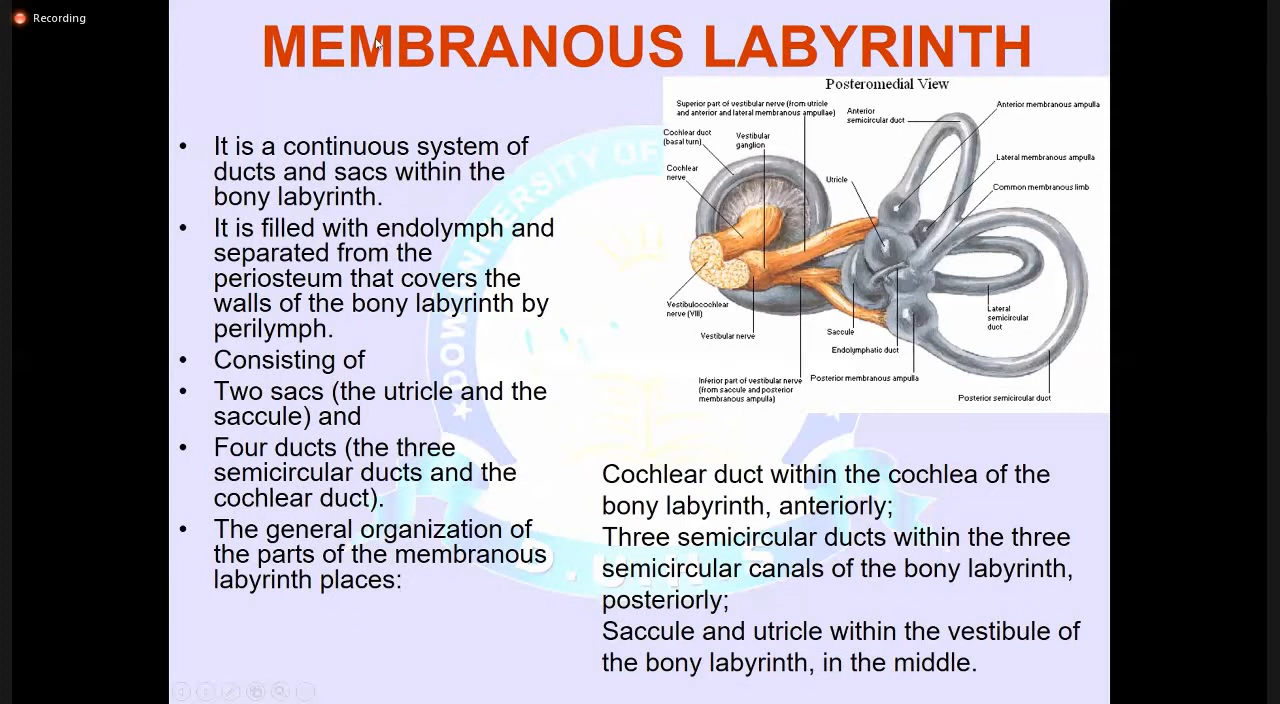 Recording
MEMBRANOUS LABYRINTH
• It is a continuous system of
ducts and sacs within the
bony labyrinth.
• It is filled with endolymph and
separated from the
periosteum that covers the
walls of the bony labyrinth by
perilymph.
• Consisting of
• Two sacs (the utricle and the
saccule) and
• Four ducts (the three
semicircular ducts and the
cochlear duct).
• The general organization of
the parts of the membranous
labyrinth places:
Posteromedial View
Superior part of vestibular nerve (from utricle
and anterior and lateral membranous ampullae)
Cochlear duct
(basal turn)
Vestibular
ganglion
Cochlear
nerve
Anterior
semicircular duct
Anterior membranous ampulla
Lateral membranous ampulla
Utricle
Common membranous limb
Vestibulocochlear
nerve (VIII)
Vestibular nerve
Saccule
Endolymphatic duct
Lateral
semicircular
duct
Inferior part of vestibular nerve
(from saccule and posterior
membranous ampulla)
Posterior membranous ampulla
Posterior semicircular duct
Cochlear duct within the cochlea of the
bony labyrinth, anteriorly;
Three semicircular ducts within the three
semicircular canals of the bony labyrinth,
posteriorly;
Saccule and utricle within the vestibule of
the bony labyrinth, in the middle.
DOW UNIVERSITY OF
D.U.H.S